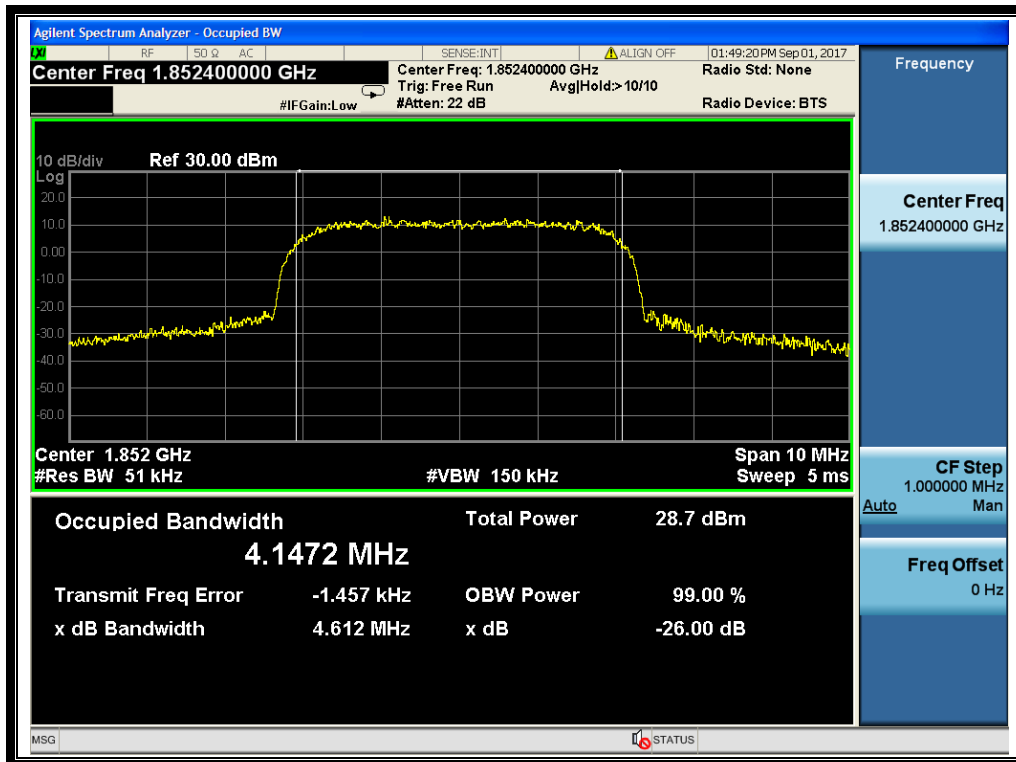 Agilent Spectrum Analyzer - Occupied BW
LXI RF 50 Ω AC SENSE:INT ALIGN OFF 01:49:20 PM Sep 01, 2017
Center Freq 1.852400000 GHz
#IFGain:Low
Center Freq: 1.852400000 GHz
Trig: Free Run Avg|Hold:>10/10
#Atten: 22 dB
Radio Std: None
Radio Device: BTS
10 dB/div Ref 30.00 dBm
Log
20.0
10.0
0.00
-10.0
-20.0
-30.0
-40.0
-50.0
-60.0
Center 1.852 GHz Span 10 MHz
#Res BW 51 kHz #VBW 150 kHz Sweep 5 ms
Occupied Bandwidth Total Power 28.7 dBm
4.1472 MHz
Transmit Freq Error -1.457 kHz OBW Power 99.00 %
x dB Bandwidth 4.612 MHz x dB -26.00 dB
MSG STATUS
Frequency
Center Freq
1.852400000 GHz
CF Step
1.000000 MHz
Auto Man
Freq Offset
0 Hz